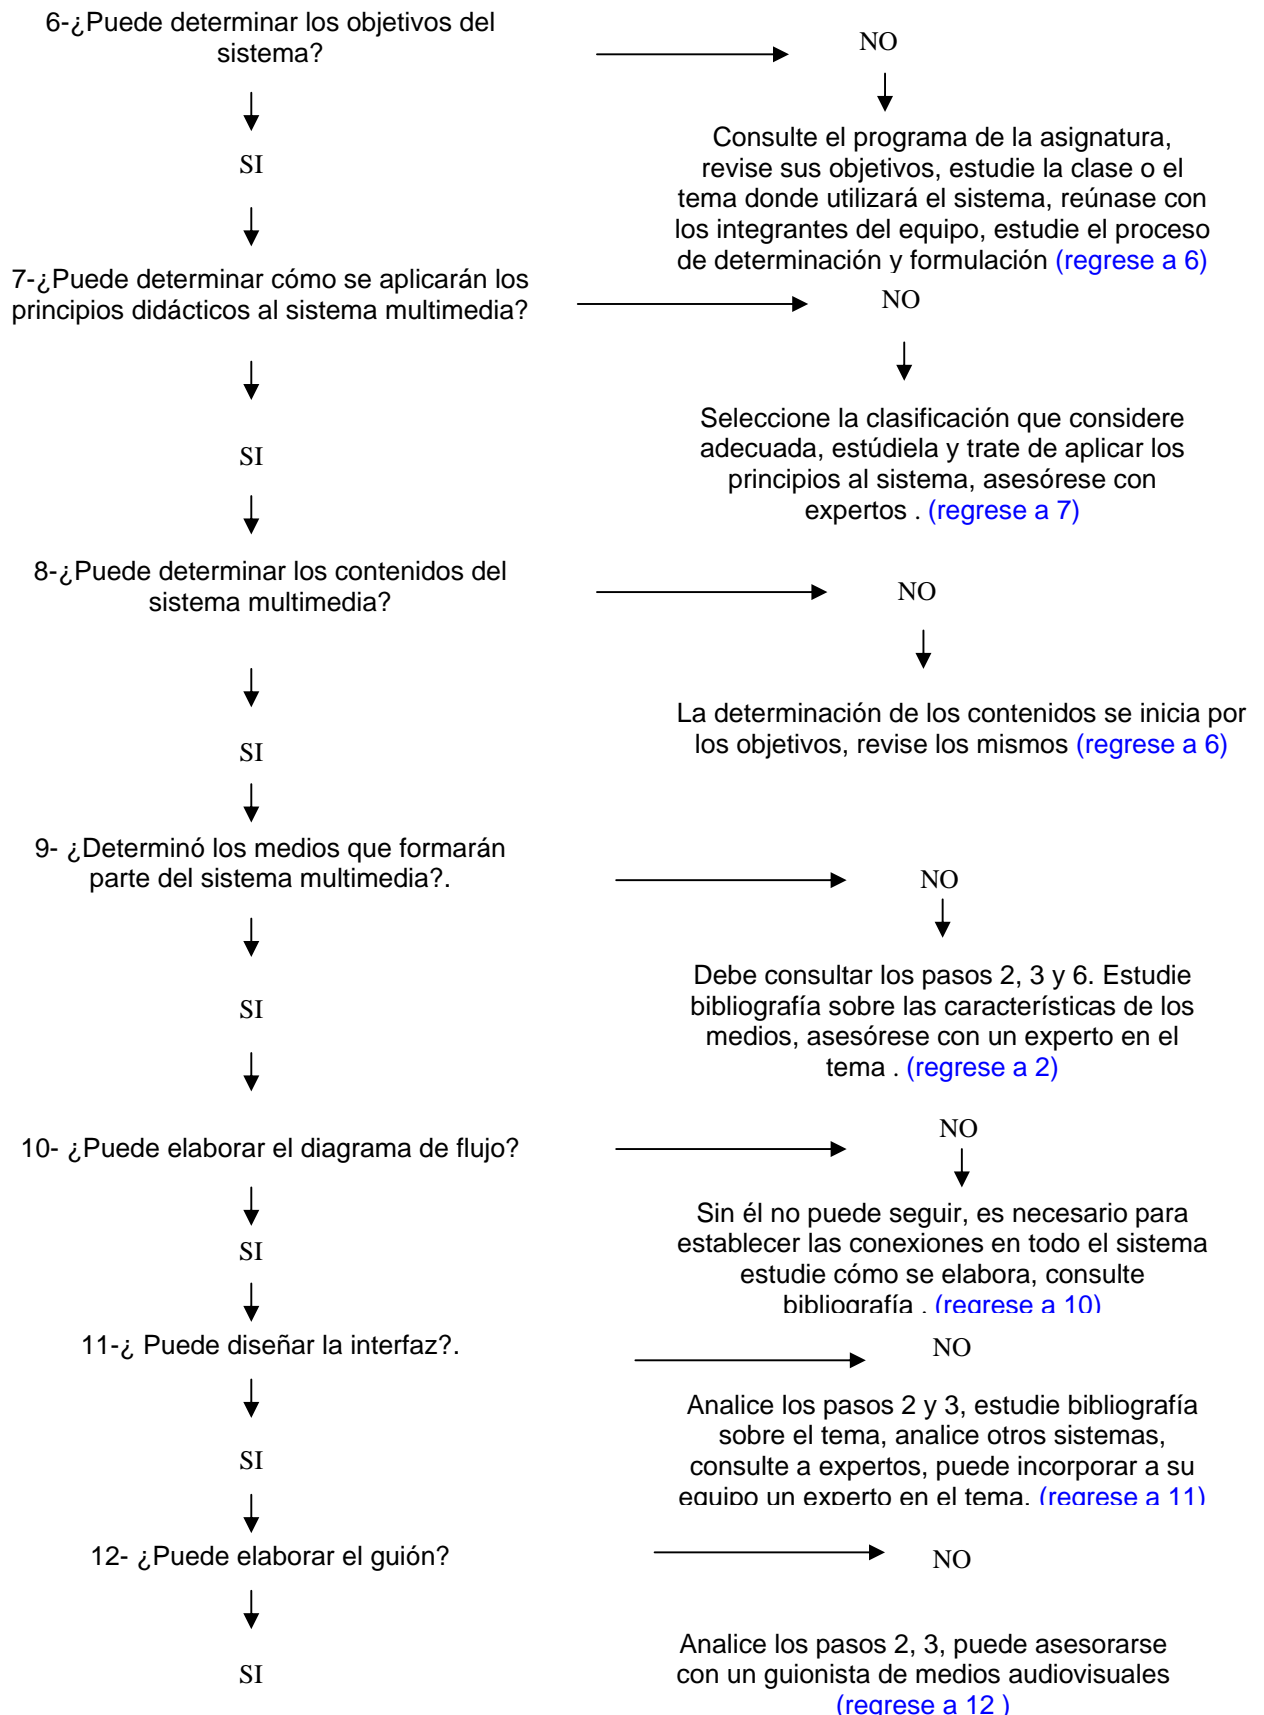 6-¿Puede determinar los objetivos del
sistema?
NO
SI
Consulte el programa de la asignatura,
revise sus objetivos, estudie la clase o el
tema donde utilizará el sistema, reúnase con
los integrantes del equipo, estudie el proceso
de determinación y formulación (regrese a 6)
7-¿Puede determinar cómo se aplicarán los
principios didácticos al sistema multimedia?
NO
SI
Seleccione la clasificación que considere
adecuada, estúdiela y trate de aplicar los
principios al sistema, asesórese con
expertos . (regrese a 7)
8-¿Puede determinar los contenidos del
sistema multimedia?
NO
SI
La determinación de los contenidos se inicia por
los objetivos, revise los mismos (regrese a 6)
9- ¿Determinó los medios que formarán
parte del sistema multimedia?.
NO
SI
Debe consultar los pasos 2, 3 y 6. Estudie
bibliografía sobre las características de los
medios, asesórese con un experto en el
tema . (regrese a 2)
10- ¿Puede elaborar el diagrama de flujo?
NO
SI
Sin él no puede seguir, es necesario para
establecer las conexiones en todo el sistema
estudie cómo se elabora, consulte
bibliografía . (regrese a 10)
11-¿ Puede diseñar la interfaz?.
NO
SI
Analice los pasos 2 y 3, estudie bibliografía
sobre el tema, analice otros sistemas,
consulte a expertos, puede incorporar a su
equipo un experto en el tema. (regrese a 11)
12- ¿Puede elaborar el guión?
NO
SI
Analice los pasos 2, 3, puede asesorarse
con un guionista de medios audiovisuales
(regrese a 12 )